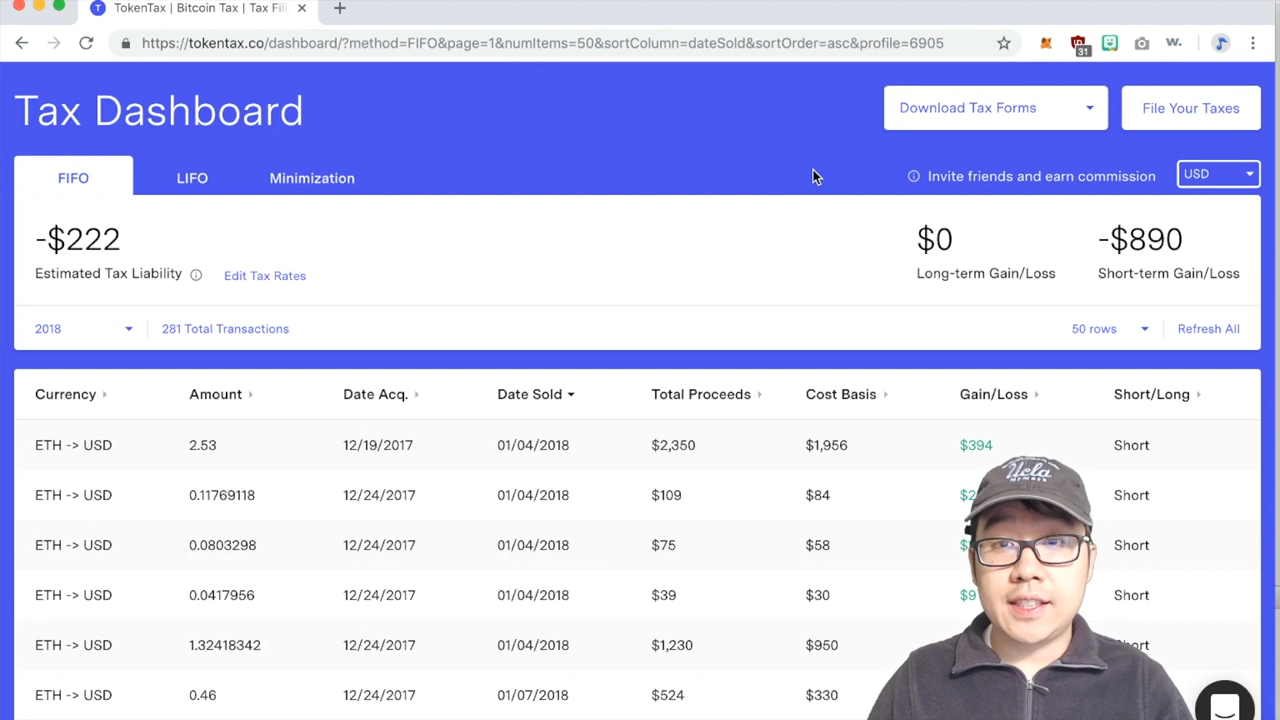 TokenTax | Bitcoin Tax | Tax Fili
https://tokentax.co/dashboard/?method=FIFO&page=1&numItems=50&sortColumn=dateSold&sortOrder=asc&profile=6905
31
w.
Tax Dashboard
Download Tax Forms
File Your Taxes
FIFO
LIFO
Minimization
Invite friends and earn commission
USD
-$222
$0
-$890
Estimated Tax Liability
Edit Tax Rates
Long-term Gain/Loss
Short-term Gain/Loss
2018
281 Total Transactions
50 rows
Refresh All
Currency Amount Date Acq. Date Sold Total Proceeds Cost Basis Gain/Loss Short/Long
ETH -> USD 2.53 12/19/2017 01/04/2018 $2,350 $1,956 $394 Short
ETH -> USD 0.11769118 12/24/2017 01/04/2018 $109 $84 Short
ETH -> USD 0.0803298 12/24/2017 01/04/2018 $75 $58 Short
ETH -> USD 0.0417956 12/24/2017 01/04/2018 $39 $30 $9 Short
ETH -> USD 1.32418342 12/24/2017 01/04/2018 $1,230 $950
ETH -> USD 0.46 12/24/2017 01/07/2018 $524 $330
Ucla